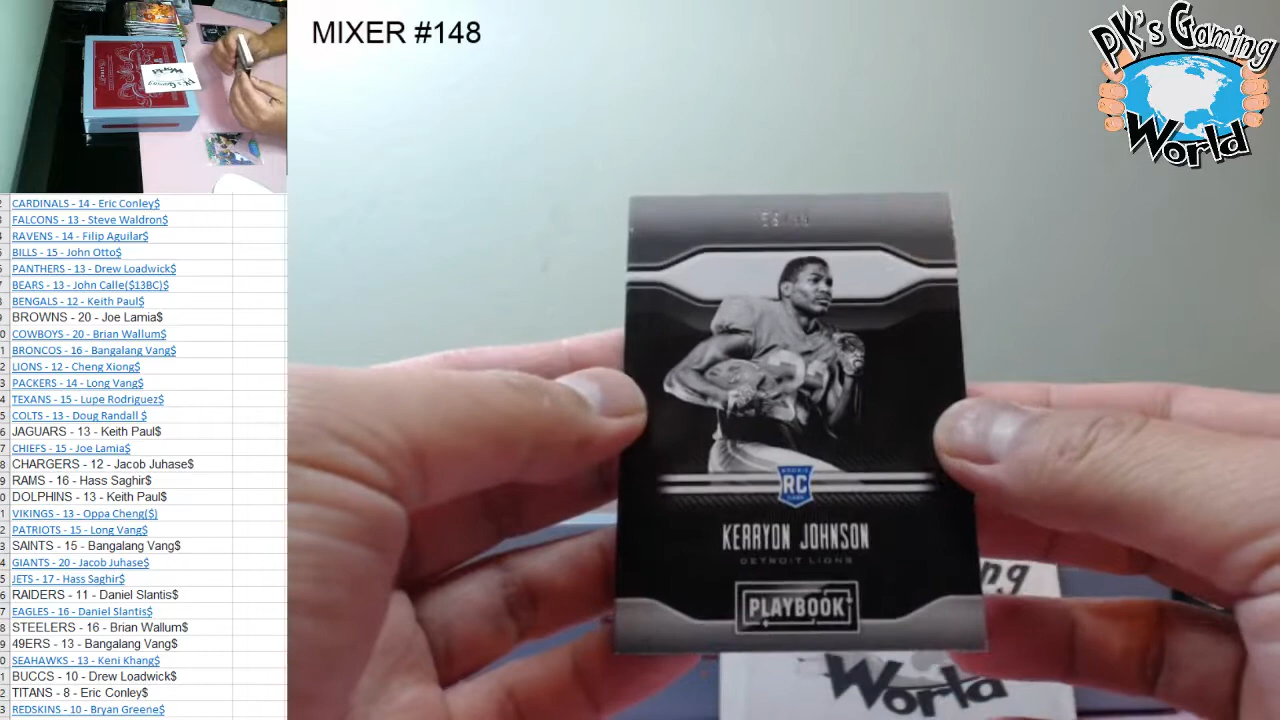 MIXER #148
PK's Gaming
World
CARDINALS - 14 - Eric Conley$
FALCONS - 13 - Steve Waldron$
RAVENS - 14 - Filip Aguilar$
BILLS - 15 - John Otto$
PANTHERS - 13 - Drew Loadwick$
BEARS - 13 - John Calle($13BC)$
BENGALS - 12 - Keith Paul$
BROWNS - 20 - Joe Lamia$
COWBOYS - 20 - Brian Wallum$
BRONCOS - 16 - Bangalang Vang$
LIONS - 12 - Cheng Xiong$
PACKERS - 14 - Long Vang$
TEXANS - 15 - Lupe Rodriguez$
COLTS - 13 - Doug Randall $
JAGUARS - 13 - Keith Paul$
CHIEFS - 15 - Joe Lamia$
CHARGERS - 12 - Jacob Juhase$
RAMS - 16 - Hass Saghir$
DOLPHINS - 13 - Keith Paul$
VIKINGS - 13 - Oppa Cheng($)
PATRIOTS - 15 - Long Vang$
SAINTS - 15 - Bangalang Vang$
GIANTS - 20 - Jacob Juhase$
JETS - 17 - Hass Saghir$
RAIDERS - 11 - Daniel Slantis$
EAGLES - 16 - Daniel Slantis$
STEELERS - 16 - Brian Wallum$
49ERS - 13 - Bangalang Vang$
SEAHAWKS - 13 - Keni Khang$
BUCCS - 10 - Drew Loadwick$
TITANS - 8 - Eric Conley$
REDSKINS - 10 - Bryan Greene$
ROOKIE
RC
CARD
KERRYON JOHNSON
DETROIT LIONS
PLAYBOOK
ng
World